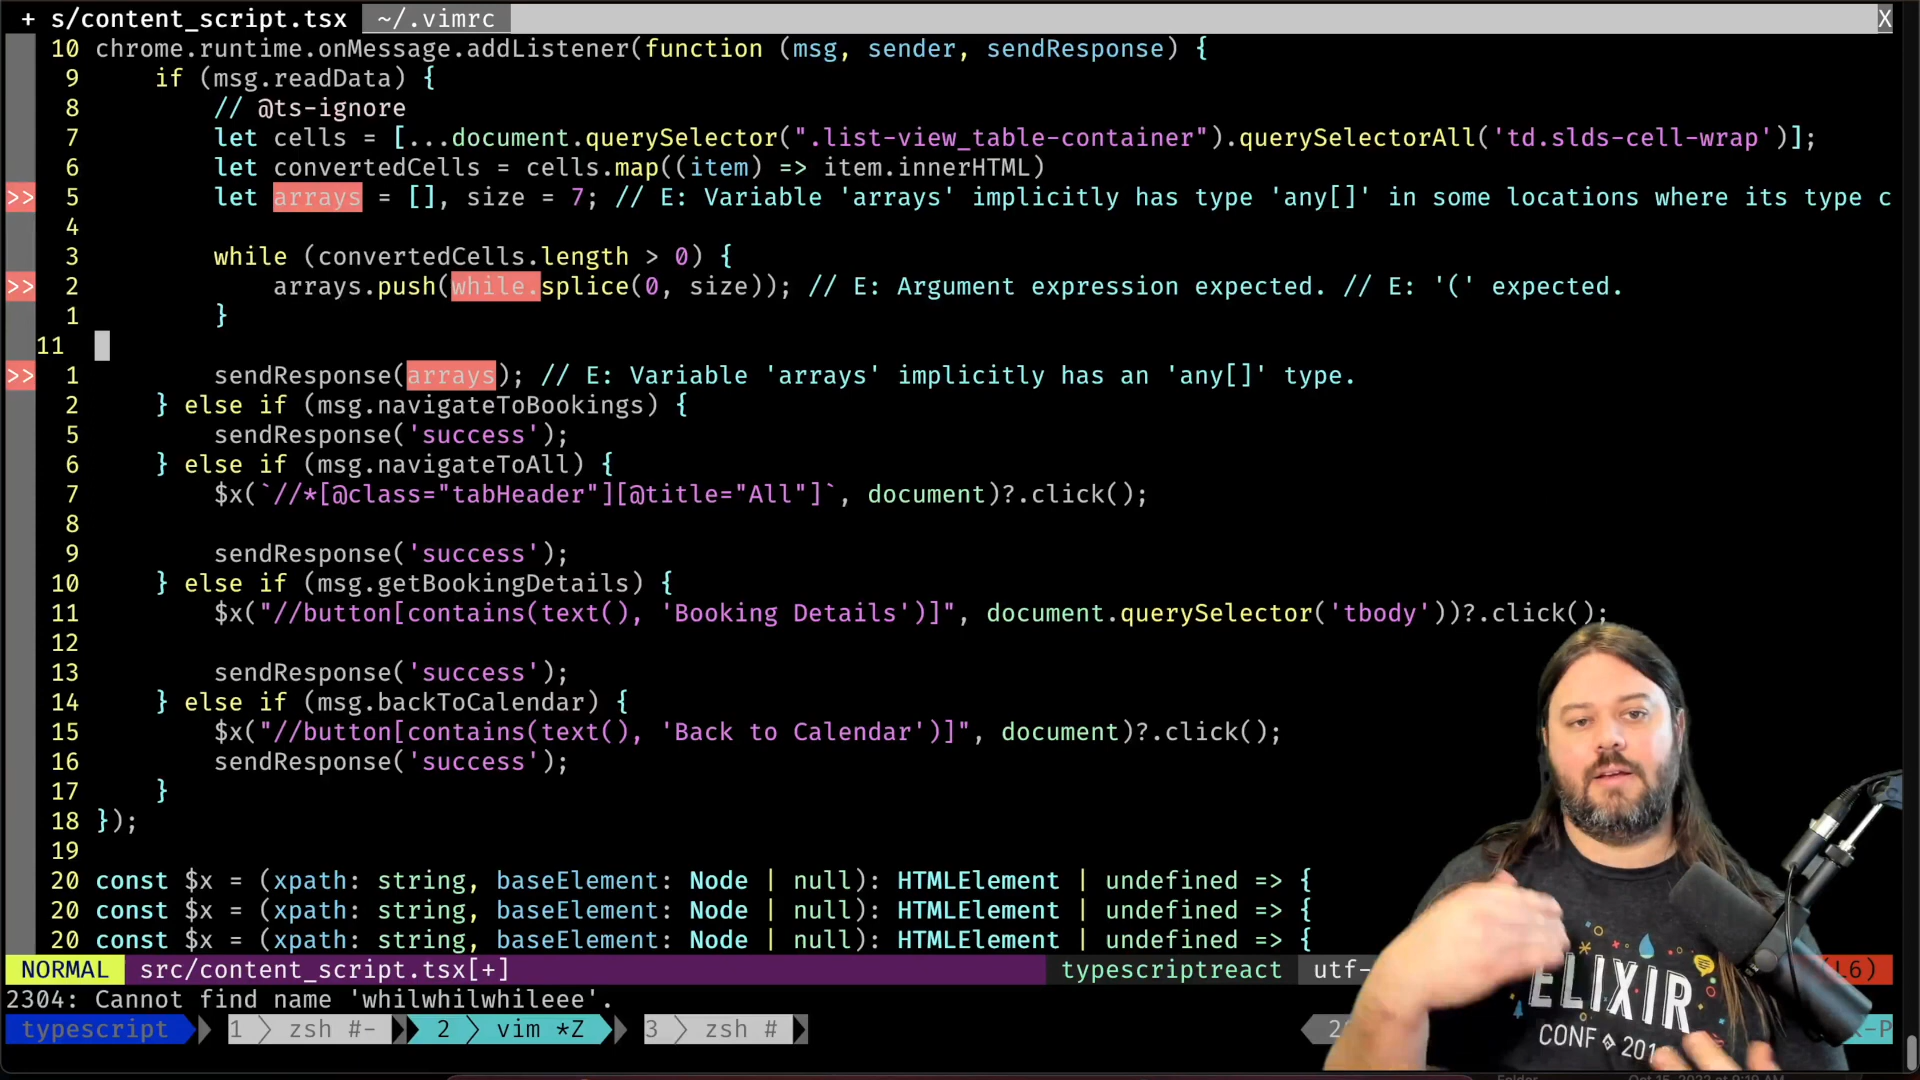 + s/content_script.tsx ~/.vimrc X
10 chrome.runtime.onMessage.addListener(function (msg, sender, sendResponse) {
9 if (msg.readData) {
8 // @ts-ignore
7 let cells = [...document.querySelector(".list-view_table-container").querySelectorAll('td.slds-cell-wrap')];
6 let convertedCells = cells.map((item) => item.innerHTML)
>> 5 let arrays = [], size = 7; // E: Variable 'arrays' implicitly has type 'any[]' in some locations where its type c
4
3 while (convertedCells.length > 0) {
>> 2 arrays.push(while.splice(0, size)); // E: Argument expression expected. // E: '(' expected.
1 }
11
>> 1 sendResponse(arrays); // E: Variable 'arrays' implicitly has an 'any[]' type.
2 } else if (msg.navigateToBookings) {
5 sendResponse('success');
6 } else if (msg.navigateToAll) {
7 $x(`//*[@class="tabHeader"][@title="All"]`, document)?.click();
8
9 sendResponse('success');
10 } else if (msg.getBookingDetails) {
11 $x("//button[contains(text(), 'Booking Details')]", document.querySelector('tbody'))?.click();
12
13 sendResponse('success');
14 } else if (msg.backToCalendar) {
15 $x("//button[contains(text(), 'Back to Calendar')]", document)?.click();
16 sendResponse('success');
17 }
18 });
19
20 const $x = (xpath: string, baseElement: Node | null): HTMLElement | undefined => {
20 const $x = (xpath: string, baseElement: Node | null): HTMLElement | undefined => {
20 const $x = (xpath: string, baseElement: Node | null): HTMLElement | undefined => {
NORMAL src/content_script.tsx[+] typescriptreact utf- L6)
2304: Cannot find name 'whilwhilwhileee'.
typescript 1 zsh #- 2 vim *Z 3 zsh # -P
ELIXIR
CONF 201